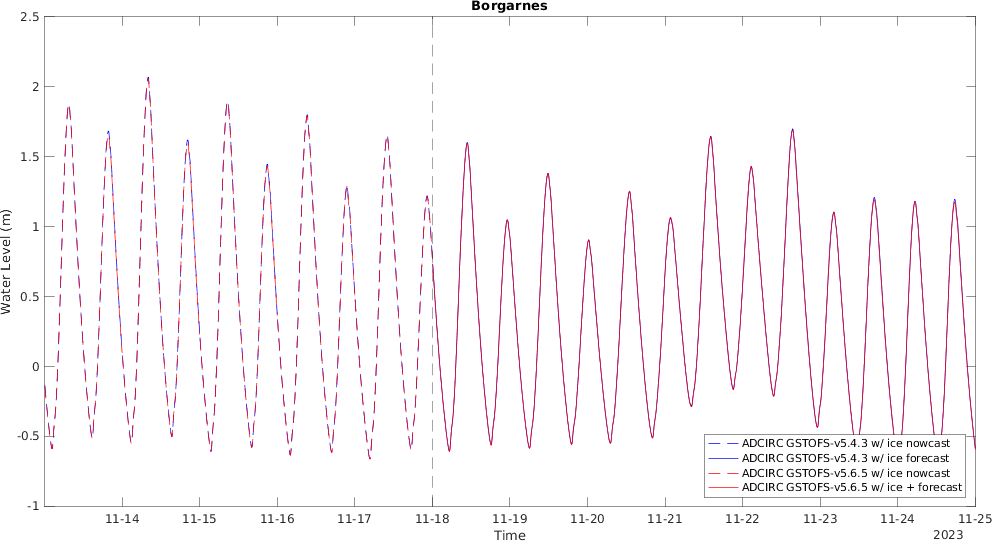 Borgarnes
2.5
2
1.5
1
0.5
0
-0.5
-1
Water Level (m)
ADCIRC GSTOFS-v5.4.3 w/ ice nowcast
ADCIRC GSTOFS-v5.4.3 w/ ice forecast
ADCIRC GSTOFS-v5.6.5 w/ ice nowcast
ADCIRC GSTOFS-v5.6.5 w/ ice + forecast
11-14 11-15 11-16 11-17 11-18 11-19 11-20 11-21 11-22 11-23 11-24 11-25
Time
2023